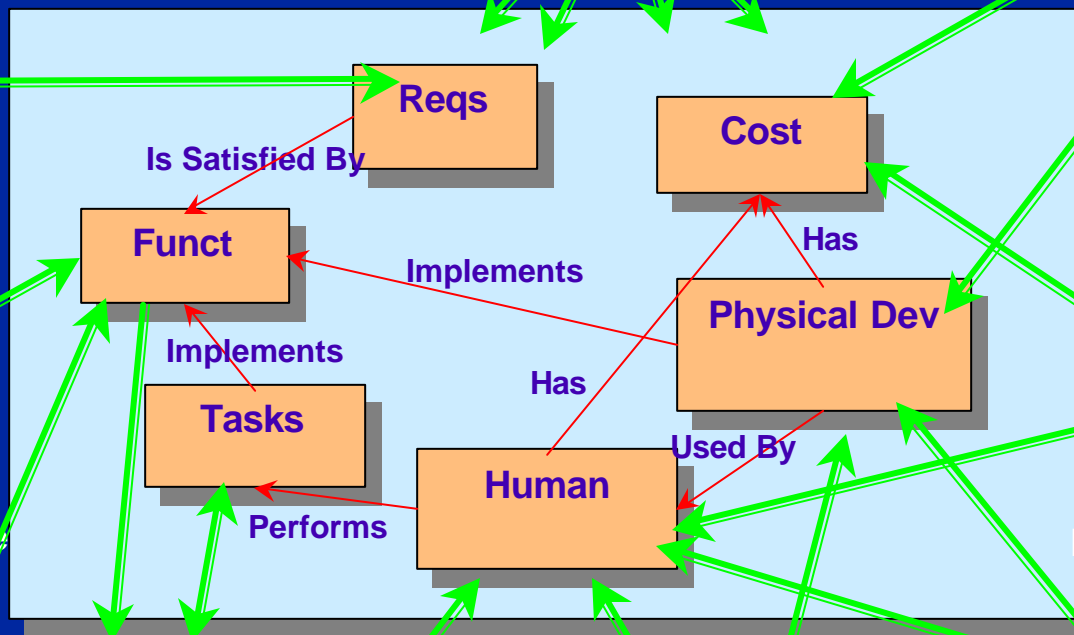 Reqs
Cost
Is Satisfied By
Funct
Has
Implements
Physical Dev
Implements
Has
Tasks
Used By
Human
Performs